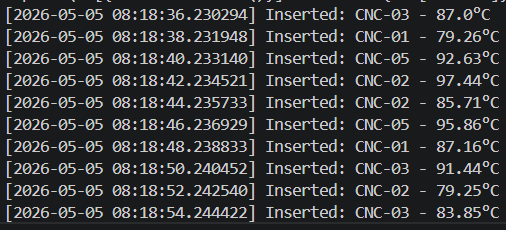 [2026-05-05 08:18:36.230294] Inserted: CNC-03 - 87.0°C
[2026-05-05 08:18:38.231948] Inserted: CNC-01 - 79.26°C
[2026-05-05 08:18:40.233140] Inserted: CNC-05 - 92.63°C
[2026-05-05 08:18:42.234521] Inserted: CNC-02 - 97.44°C
[2026-05-05 08:18:44.235733] Inserted: CNC-02 - 85.71°C
[2026-05-05 08:18:46.236929] Inserted: CNC-05 - 95.86°C
[2026-05-05 08:18:48.238833] Inserted: CNC-01 - 87.16°C
[2026-05-05 08:18:50.240452] Inserted: CNC-03 - 91.44°C
[2026-05-05 08:18:52.242540] Inserted: CNC-02 - 79.25°C
[2026-05-05 08:18:54.244422] Inserted: CNC-03 - 83.85°C